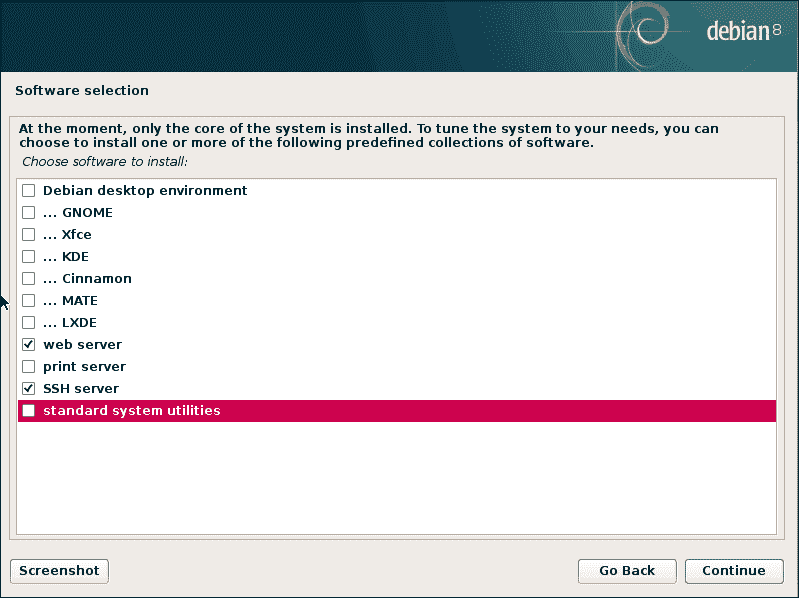 debian 8
Software selection
At the moment, only the core of the system is installed. To tune the system to your needs, you can
choose to install one or more of the following predefined collections of software.
Choose software to install:
Debian desktop environment
... GNOME
... Xfce
... KDE
... Cinnamon
... MATE
... LXDE
web server
print server
SSH server
standard system utilities
Screenshot
Go Back
Continue